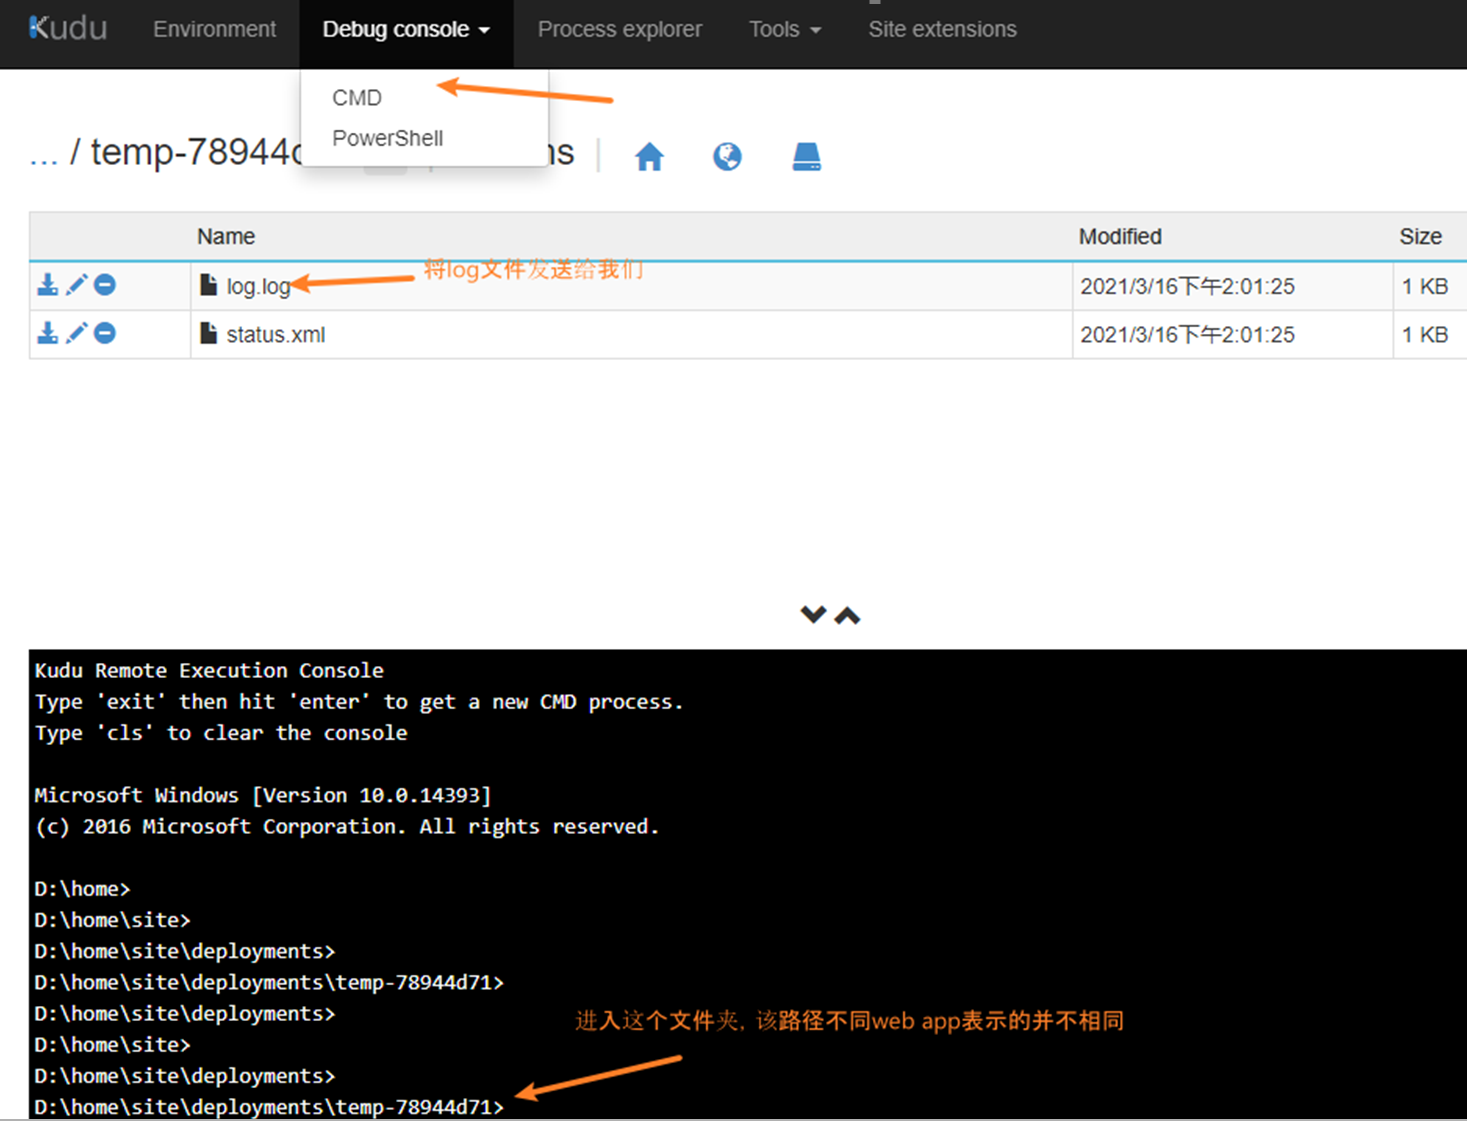 Kudu Environment Debug console Process explorer Tools Site extensions
CMD
PowerShell
... / temp-78944
Name Modified Size
将log文件发送给我们
log.log 2021/3/16下午2:01:25 1 KB
status.xml 2021/3/16下午2:01:25 1 KB
Kudu Remote Execution Console
Type 'exit' then hit 'enter' to get a new CMD process.
Type 'cls' to clear the console
Microsoft Windows [Version 10.0.14393]
(c) 2016 Microsoft Corporation. All rights reserved.
D:\home>
D:\home\site>
D:\home\site\deployments>
D:\home\site\deployments\temp-78944d71>
D:\home\site\deployments>
进入这个文件夹, 该路径不同web app表示的并不相同
D:\home\site>
D:\home\site\deployments>
D:\home\site\deployments\temp-78944d71>